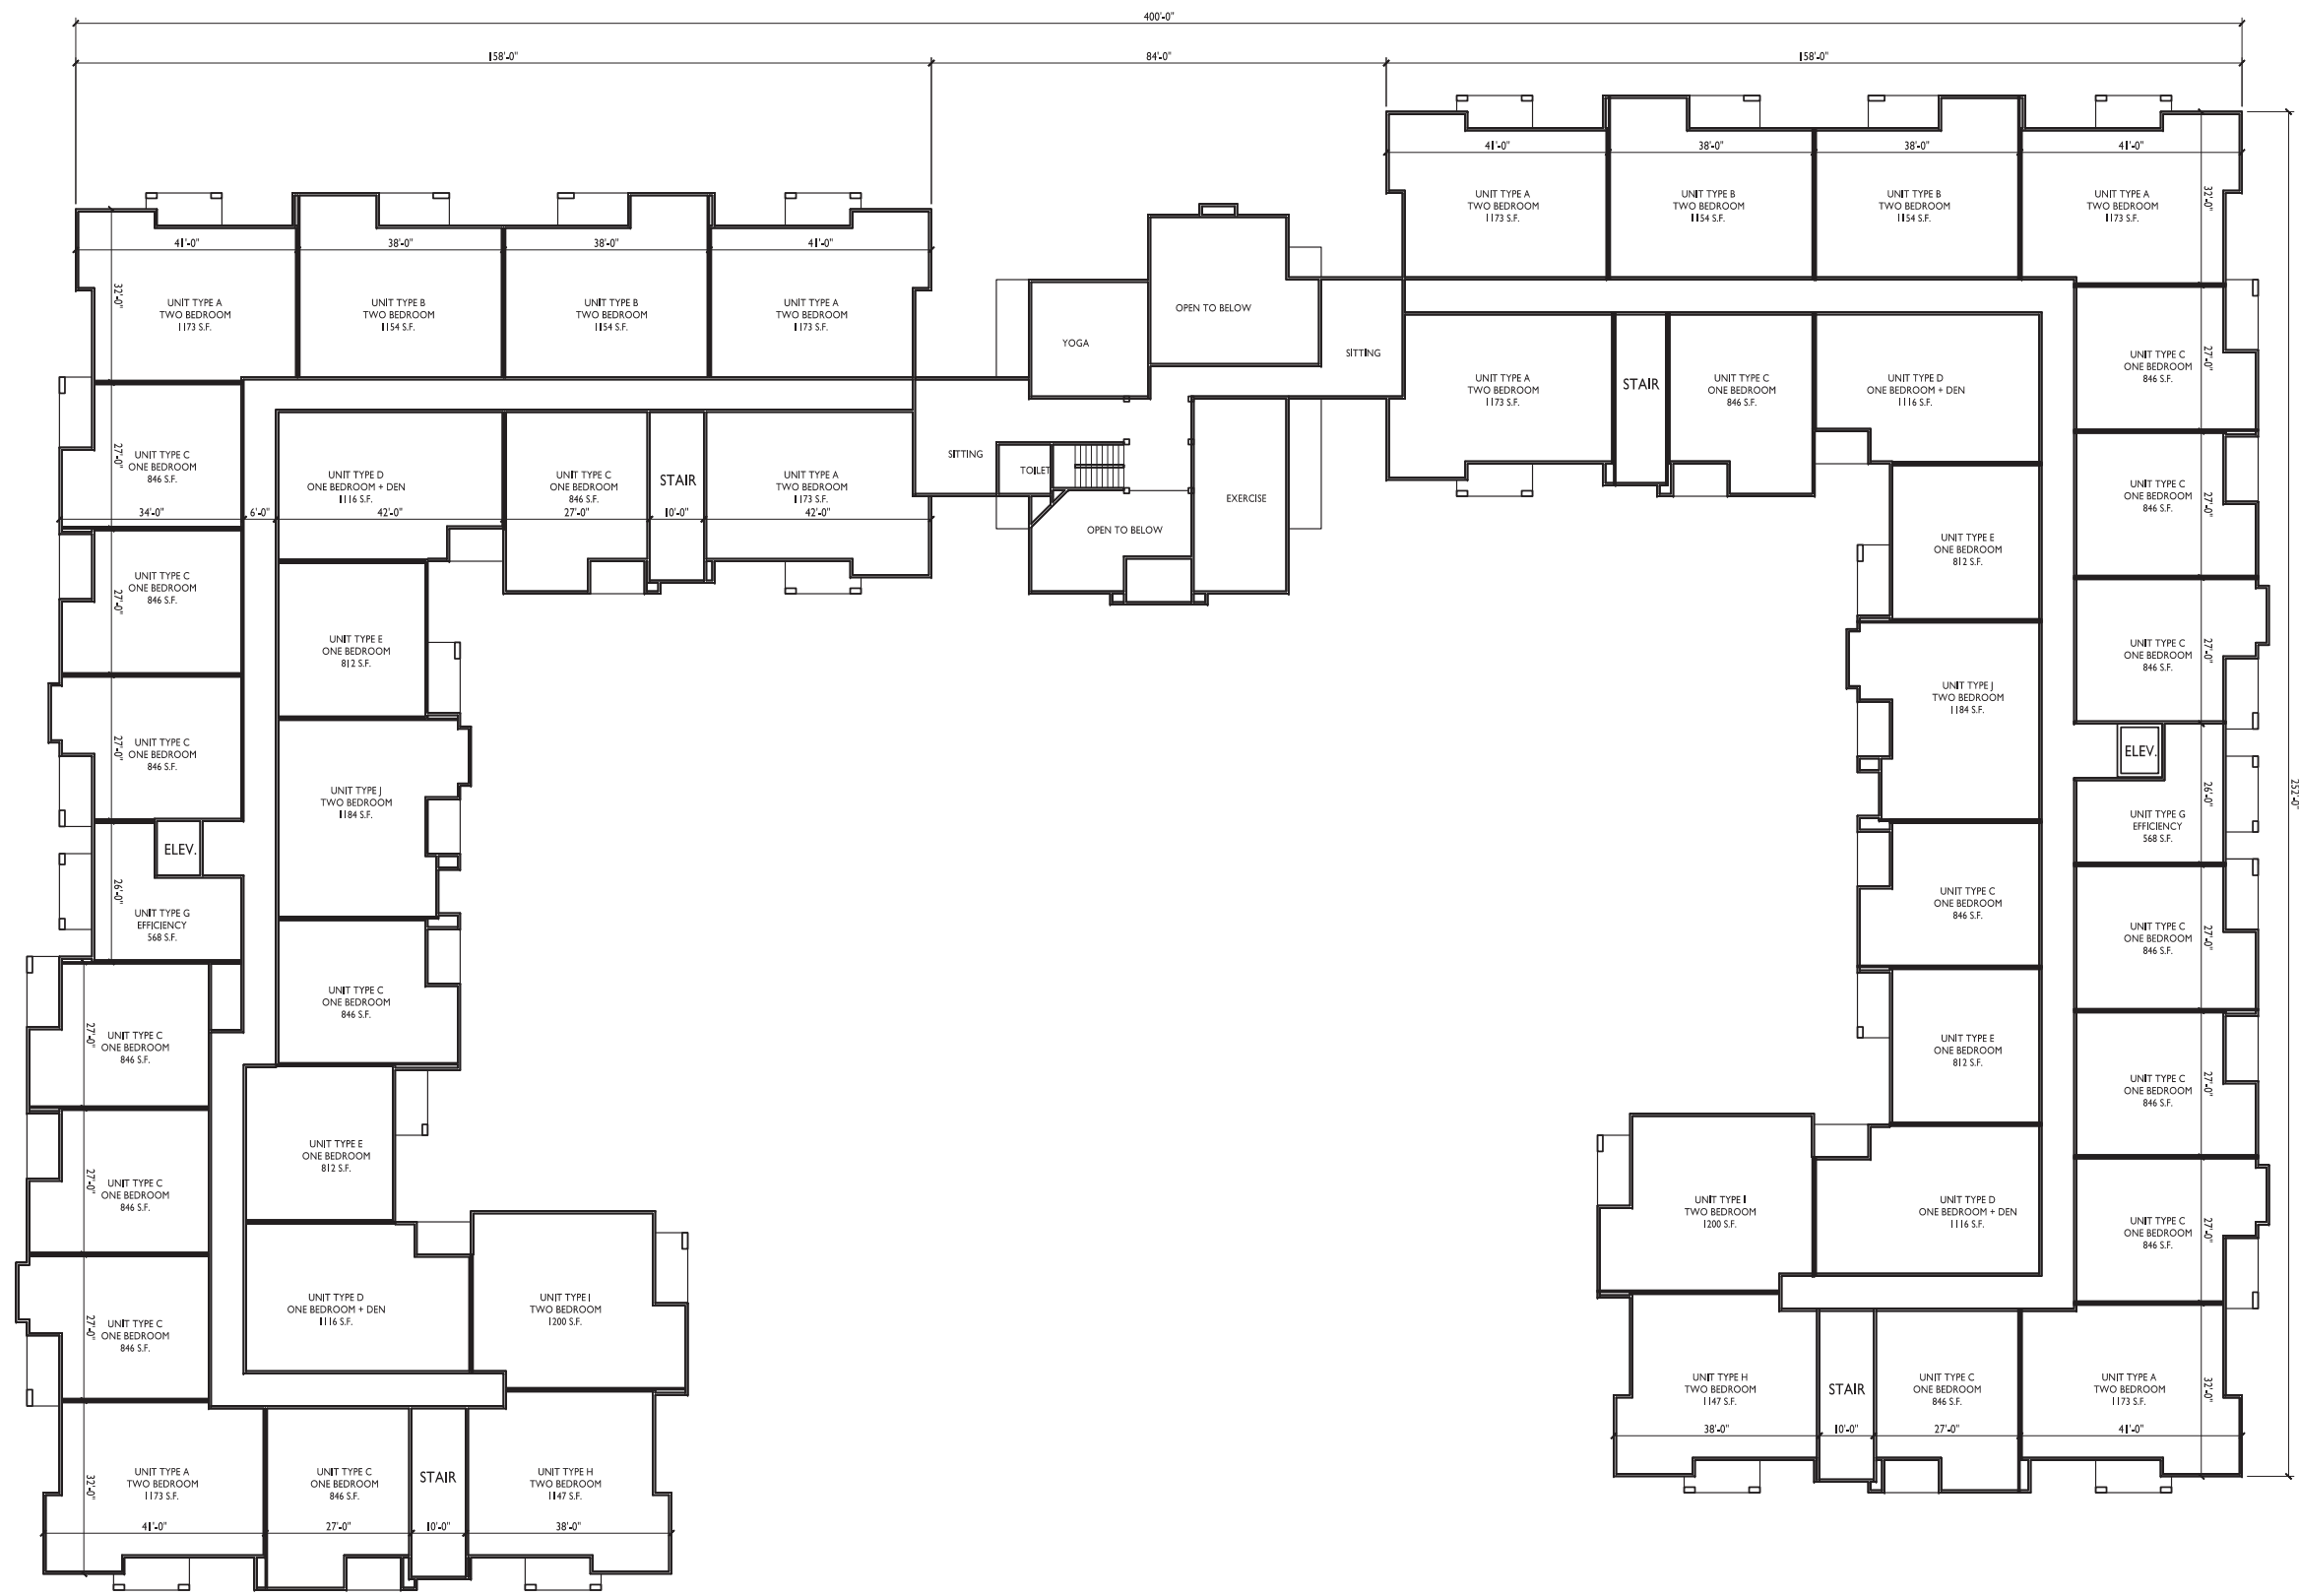 400'-0"
158'-0"
84'-0"
158'-0"
41'-0"
38'-0"
38'-0"
41'-0"
UNIT TYPE A
TWO BEDROOM
1173 S.F.
UNIT TYPE B
TWO BEDROOM
1154 S.F.
UNIT TYPE B
TWO BEDROOM
1154 S.F.
UNIT TYPE A
TWO BEDROOM
1173 S.F.
32'-0"
41'-0"
38'-0"
38'-0"
41'-0"
32'-0"
UNIT TYPE A
TWO BEDROOM
1173 S.F.
UNIT TYPE B
TWO BEDROOM
1154 S.F.
UNIT TYPE B
TWO BEDROOM
1154 S.F.
UNIT TYPE A
TWO BEDROOM
1173 S.F.
OPEN TO BELOW
YOGA
SITTING
UNIT TYPE A
TWO BEDROOM
1173 S.F.
STAIR
UNIT TYPE C
ONE BEDROOM
846 S.F.
UNIT TYPE D
ONE BEDROOM + DEN
1116 S.F.
UNIT TYPE C
ONE BEDROOM
846 S.F.
27'-0"
UNIT TYPE C
ONE BEDROOM
846 S.F.
27'-0"
34'-0"
6'-0"
UNIT TYPE D
ONE BEDROOM + DEN
1116 S.F.
42'-0"
UNIT TYPE C
ONE BEDROOM
846 S.F.
27'-0"
STAIR
10'-0"
UNIT TYPE A
TWO BEDROOM
1173 S.F.
42'-0"
SITTING
TOILET
EXERCISE
OPEN TO BELOW
UNIT TYPE C
ONE BEDROOM
846 S.F.
27'-0"
UNIT TYPE E
ONE BEDROOM
812 S.F.
UNIT TYPE C
ONE BEDROOM
846 S.F.
27'-0"
UNIT TYPE E
ONE BEDROOM
812 S.F.
UNIT TYPE J
TWO BEDROOM
1184 S.F.
UNIT TYPE C
ONE BEDROOM
846 S.F.
27'-0"
UNIT TYPE C
ONE BEDROOM
846 S.F.
27'-0"
UNIT TYPE J
TWO BEDROOM
1184 S.F.
ELEV.
26'-0"
252'-0"
UNIT TYPE G
EFFICIENCY
568 S.F.
ELEV.
26'-0"
UNIT TYPE G
EFFICIENCY
568 S.F.
UNIT TYPE C
ONE BEDROOM
846 S.F.
UNIT TYPE C
ONE BEDROOM
846 S.F.
27'-0"
UNIT TYPE C
ONE BEDROOM
846 S.F.
UNIT TYPE C
ONE BEDROOM
846 S.F.
27'-0"
UNIT TYPE E
ONE BEDROOM
812 S.F.
UNIT TYPE C
ONE BEDROOM
846 S.F.
27'-0"
UNIT TYPE C
ONE BEDROOM
846 S.F.
27'-0"
UNIT TYPE E
ONE BEDROOM
812 S.F.
UNIT TYPE I
TWO BEDROOM
1200 S.F.
UNIT TYPE D
ONE BEDROOM + DEN
1116 S.F.
UNIT TYPE C
ONE BEDROOM
846 S.F.
27'-0"
UNIT TYPE C
ONE BEDROOM
846 S.F.
27'-0"
UNIT TYPE D
ONE BEDROOM + DEN
1116 S.F.
UNIT TYPE I
TWO BEDROOM
1200 S.F.
UNIT TYPE H
TWO BEDROOM
1147 S.F.
STAIR
UNIT TYPE C
ONE BEDROOM
846 S.F.
UNIT TYPE A
TWO BEDROOM
1173 S.F.
32'-0"
38'-0"
10'-0"
27'-0"
41'-0"
UNIT TYPE A
TWO BEDROOM
1173 S.F.
32'-0"
UNIT TYPE C
ONE BEDROOM
846 S.F.
STAIR
UNIT TYPE H
TWO BEDROOM
1147 S.F.
41'-0"
27'-0"
10'-0"
38'-0"